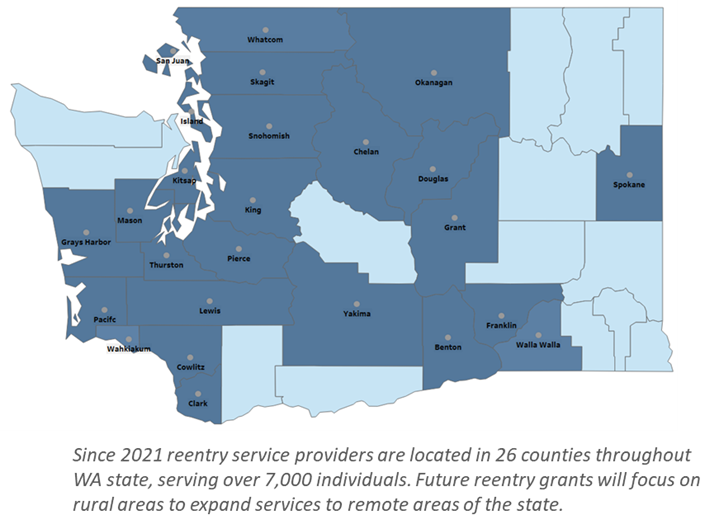 Whatcom
San Juan
Skagit
Okanagan
Island
Snohomish
Chelan
Kitsap
Douglas
Spokane
Mason
King
Grant
Grays Harbor
Thurston
Pierce
Pacifc
Lewis
Yakima
Franklin
Wahkiakum
Benton
Walla Walla
Cowlitz
Clark
Since 2021 reentry service providers are located in 26 counties throughout
WA state, serving over 7,000 individuals. Future reentry grants will focus on
rural areas to expand services to remote areas of the state.